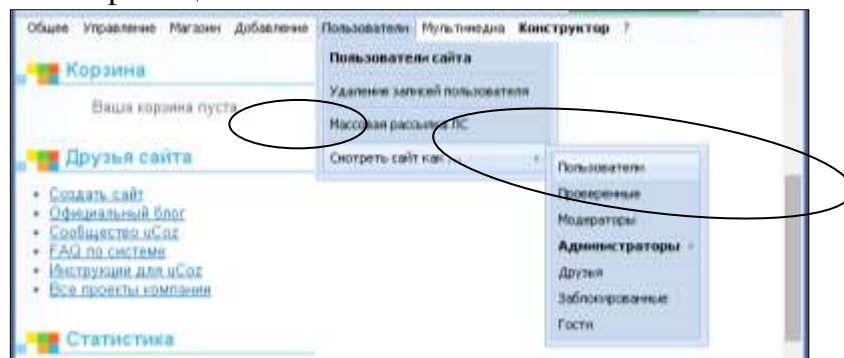 Общее Управление Магазин Добавление Пользователи Мультимедиа Конструктор ?
Корзина
Ваша корзина пуста
Друзья сайта
Создать сайт
Официальный блог
Сообщество uCoz
FAQ по системе
Инструкции для uCoz
Все проекты компании
Статистика
Пользователи сайта
Удаление записей пользователя
Массовая рассылка ЛС
Смотреть сайт как ...
Пользователи
Проверенные
Модераторы
Администраторы
Друзья
Заблокированные
Гости